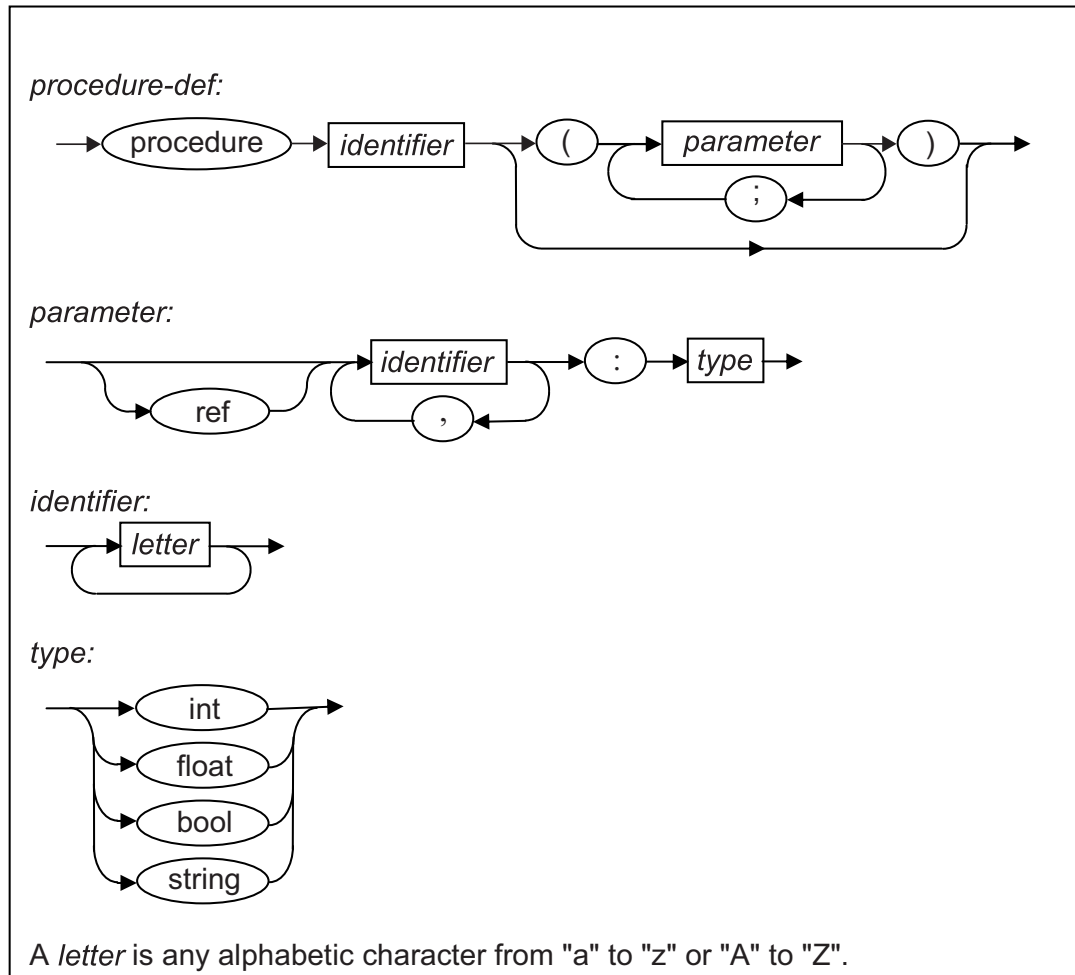 procedure-def:
procedure identifier ( parameter )
;
parameter:
identifier : type
ref ,
identifier:
letter
type:
int
float
bool
string
A letter is any alphabetic character from "a" to "z" or "A" to "Z".